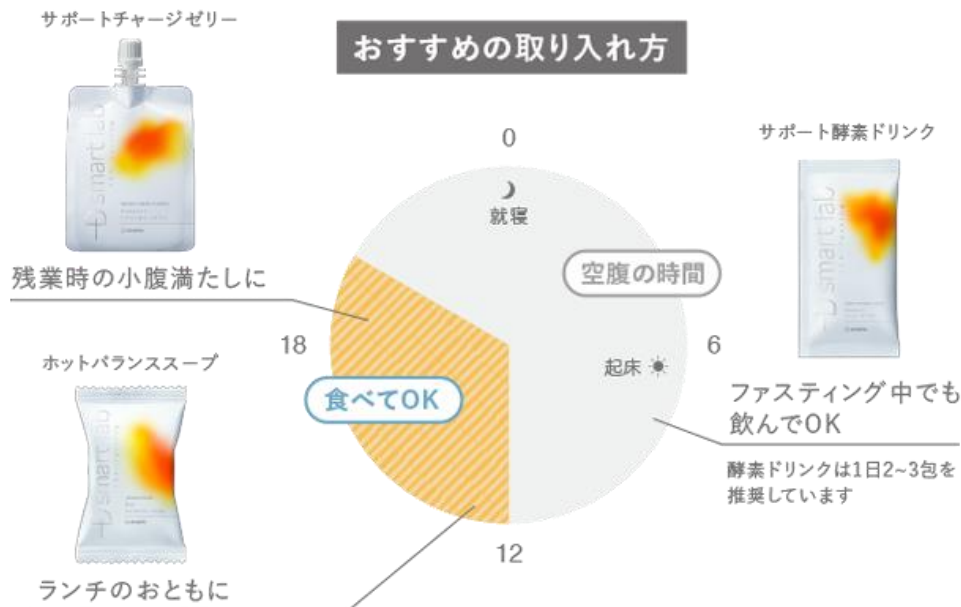 サポートチャージゼリー
おすすめの取り入れ方
smart lab
残業時の小腹満たしに
0
就寝
空腹の時間
サポート酵素ドリンク
smart lab
6
起床
ファスティング中でも
飲んでOK
酵素ドリンクは1日2~3包を
推奨しています
18
食べてOK
12
ホットバランススープ
smart lab
ランチのおともに